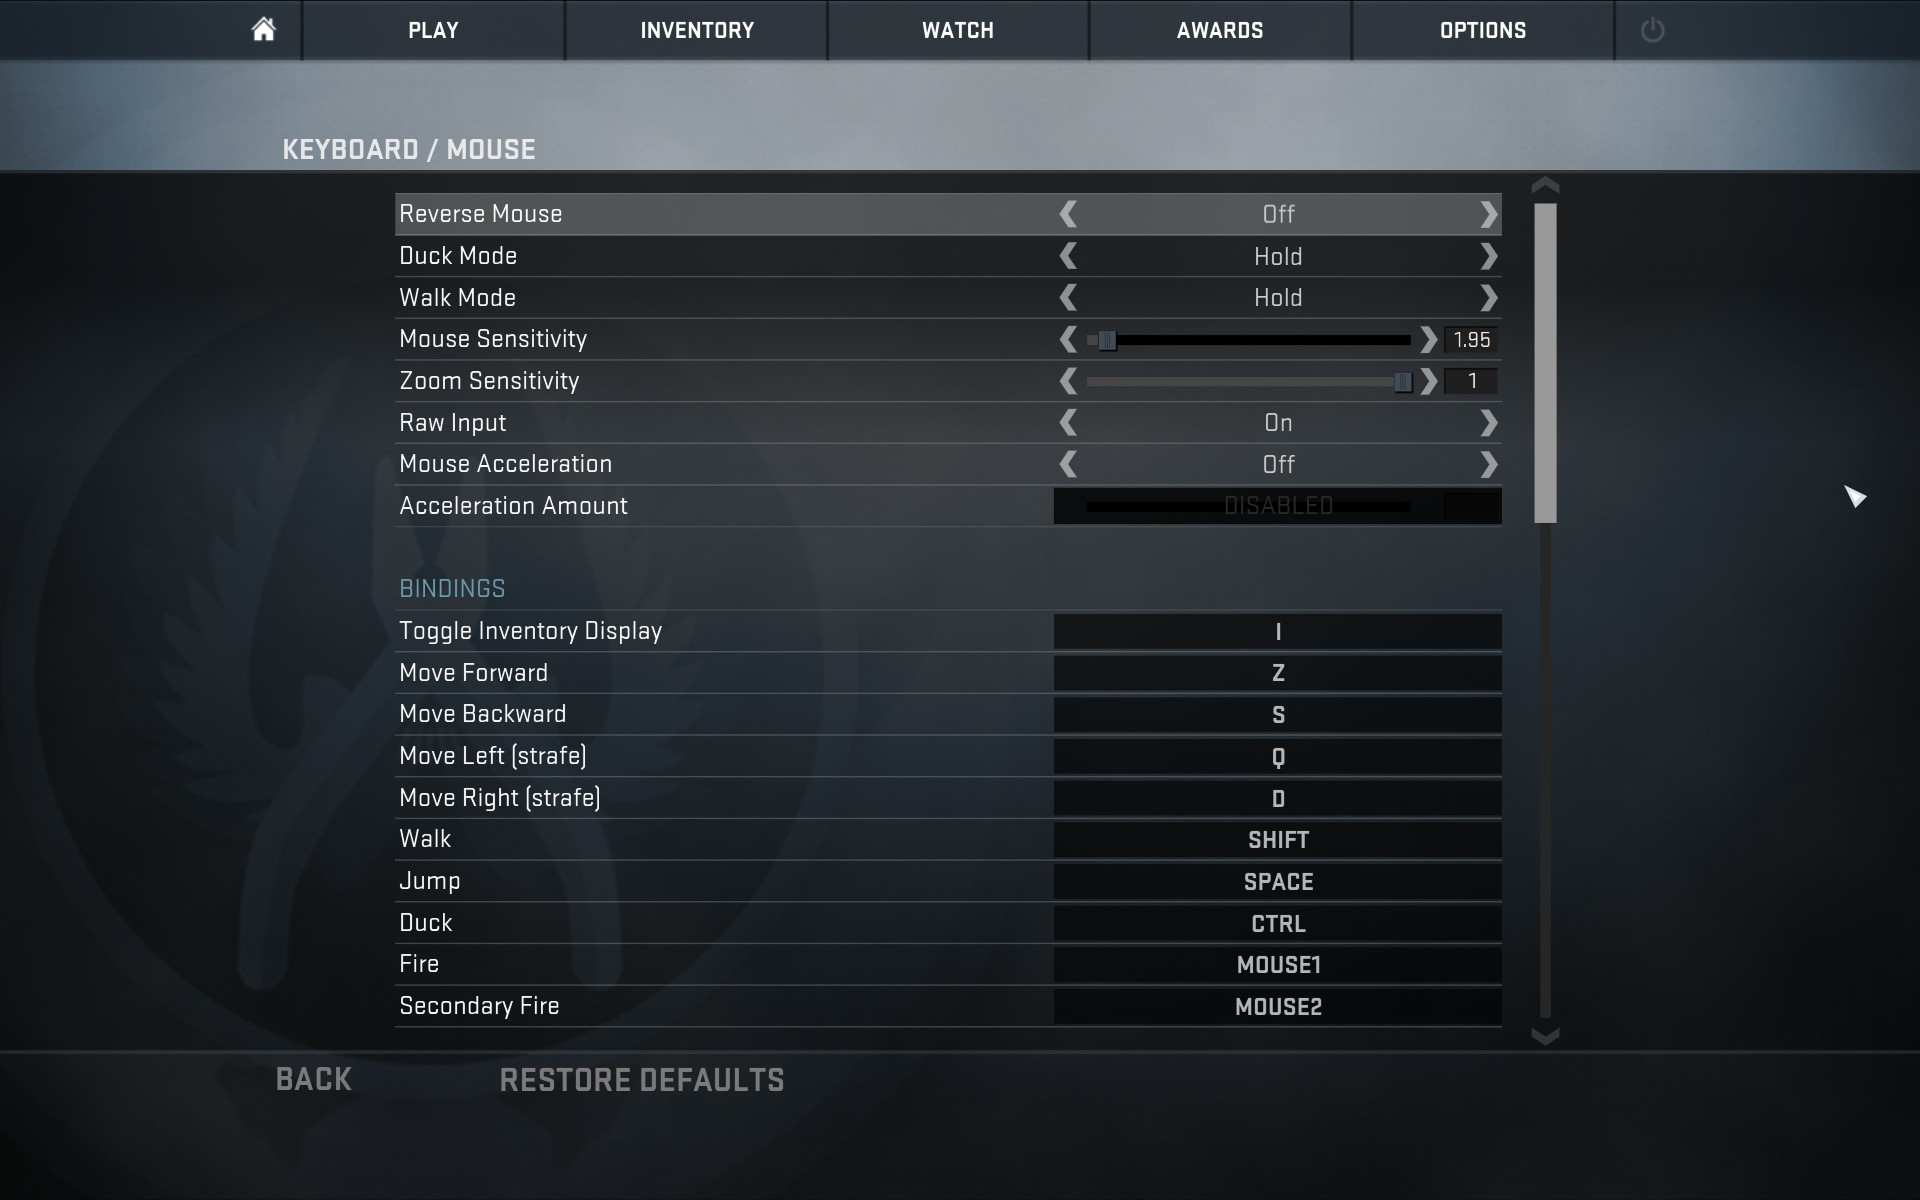 PLAY INVENTORY WATCH AWARDS OPTIONS
KEYBOARD / MOUSE
Reverse Mouse Off
Duck Mode Hold
Walk Mode Hold
Mouse Sensitivity 1.95
Zoom Sensitivity 1
Raw Input On
Mouse Acceleration Off
Acceleration Amount DISABLED
BINDINGS
Toggle Inventory Display I
Move Forward Z
Move Backward S
Move Left (strafe) Q
Move Right (strafe) D
Walk SHIFT
Jump SPACE
Duck CTRL
Fire MOUSE1
Secondary Fire MOUSE2
BACK RESTORE DEFAULTS